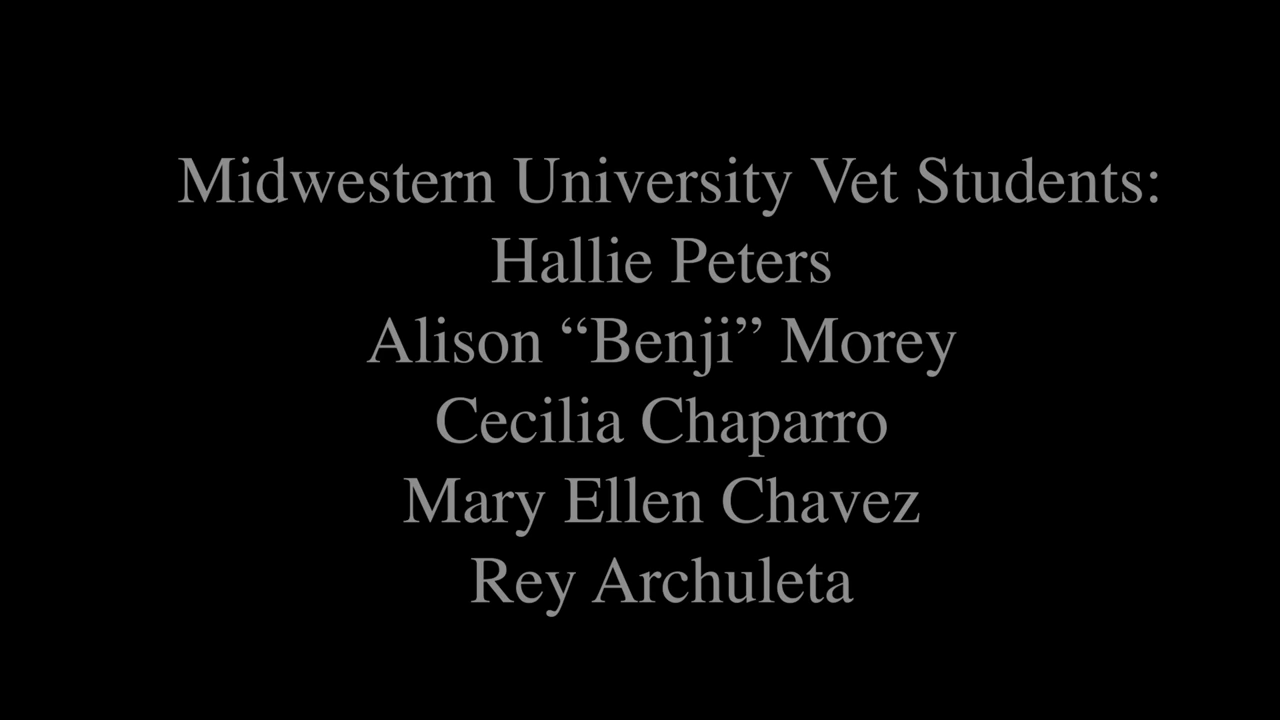 Midwestern University Vet Students:
Hallie Peters
Alison “Benji” Morey
Cecilia Chaparro
Mary Ellen Chavez
Rey Archuleta